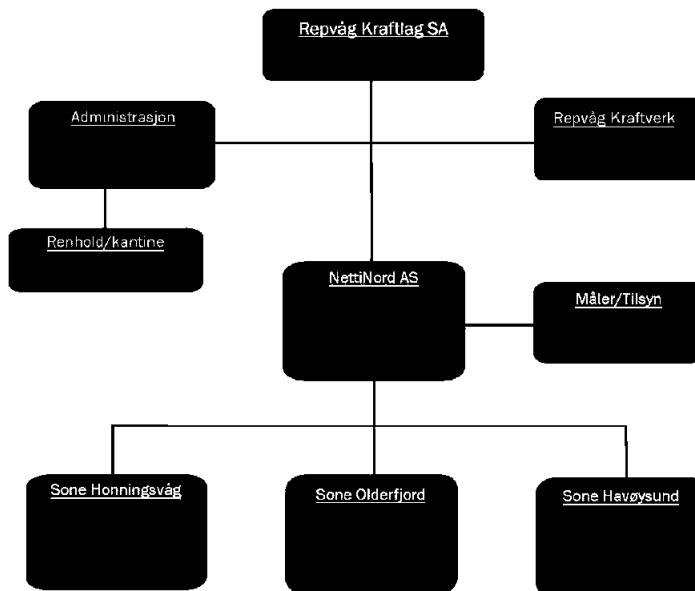 Repvåg Kraftlag SA
Administrasjon
Repvåg Kraftverk
Renhold/kantine
NettiNord AS
Måler/Tilsyn
Sone Honningsvåg
Sone Olderfjord
Sone Havøysund